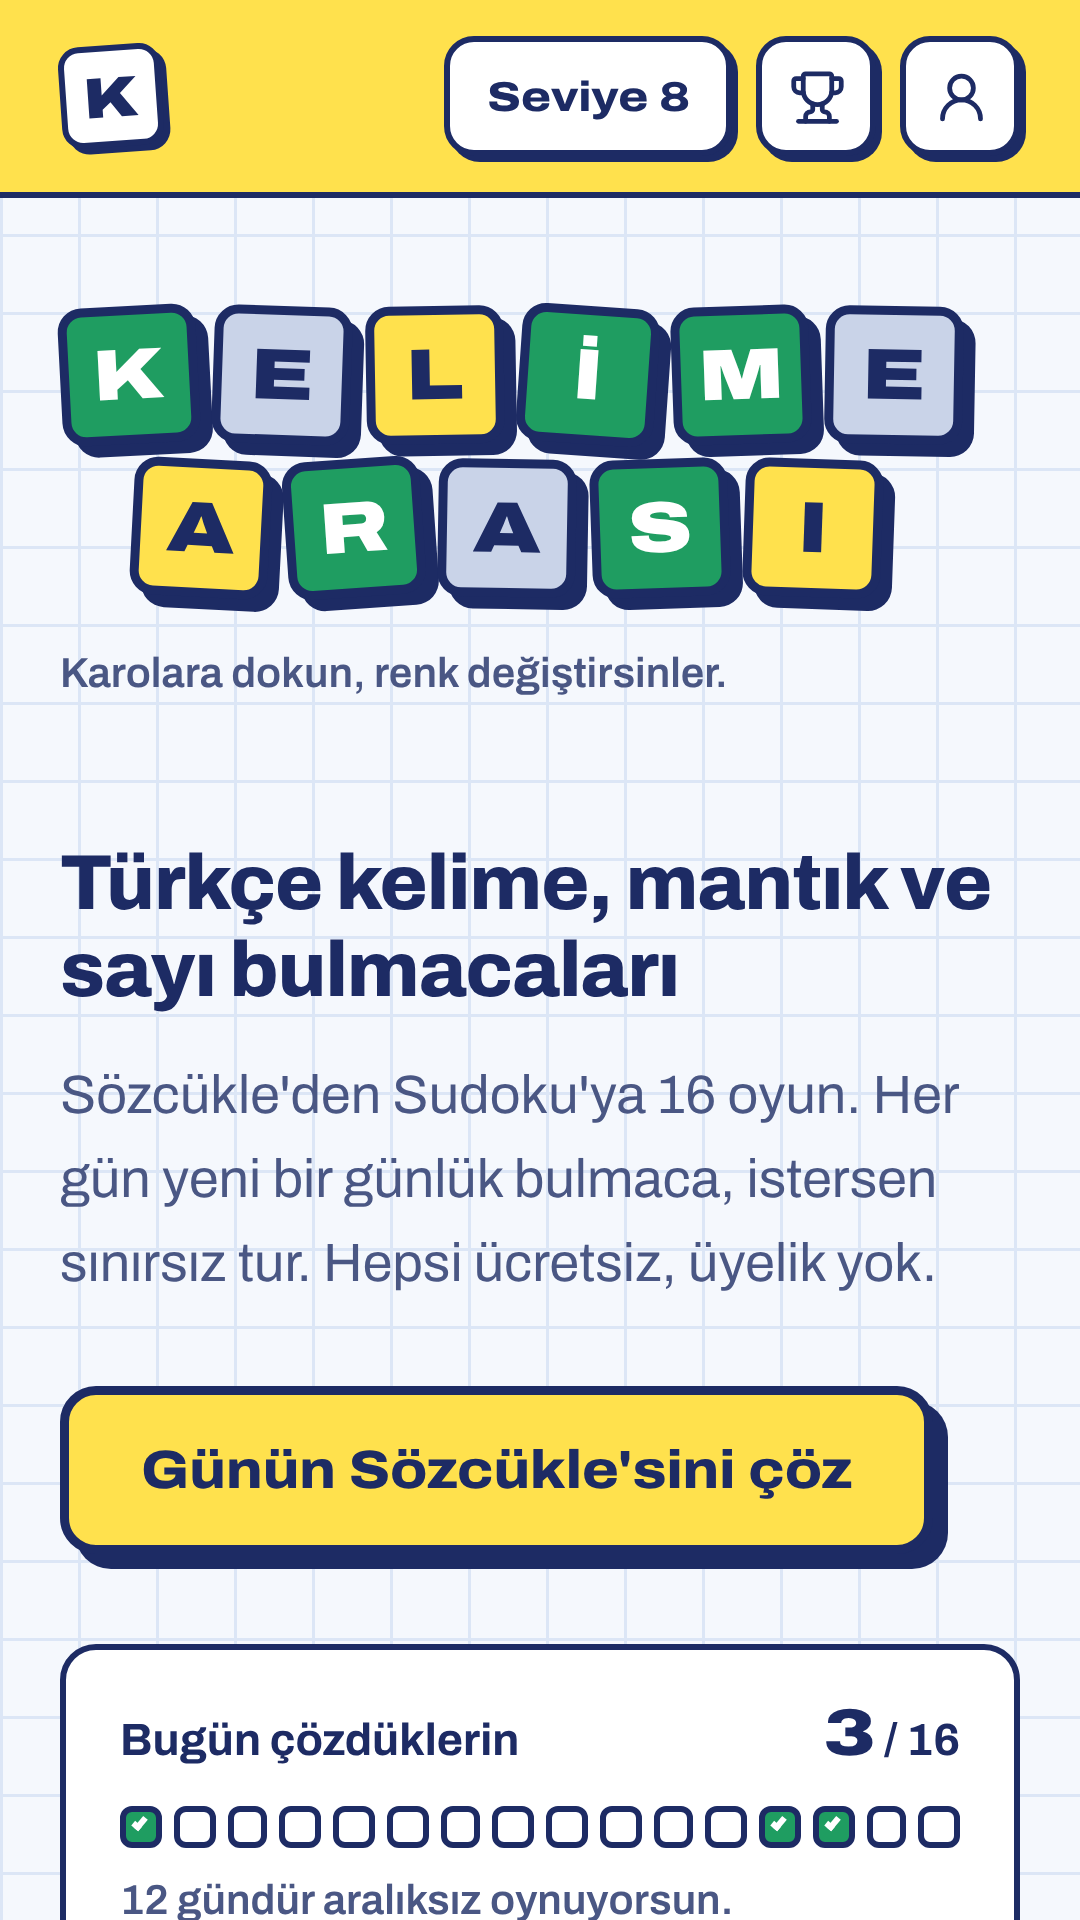 K
Seviye 8
KELİME
ARASI
Karolara dokun, renk değiştirsinler.
Türkçe kelime, mantık ve
sayı bulmacaları
Sözcükle'den Sudoku'ya 16 oyun. Her
gün yeni bir günlük bulmaca, istersen
sınırsız tur. Hepsi ücretsiz, üyelik yok.
Günün Sözcükle'sini çöz
Bugün çözdüklerin 3 / 16
12 gündür aralıksız oynuyorsun.